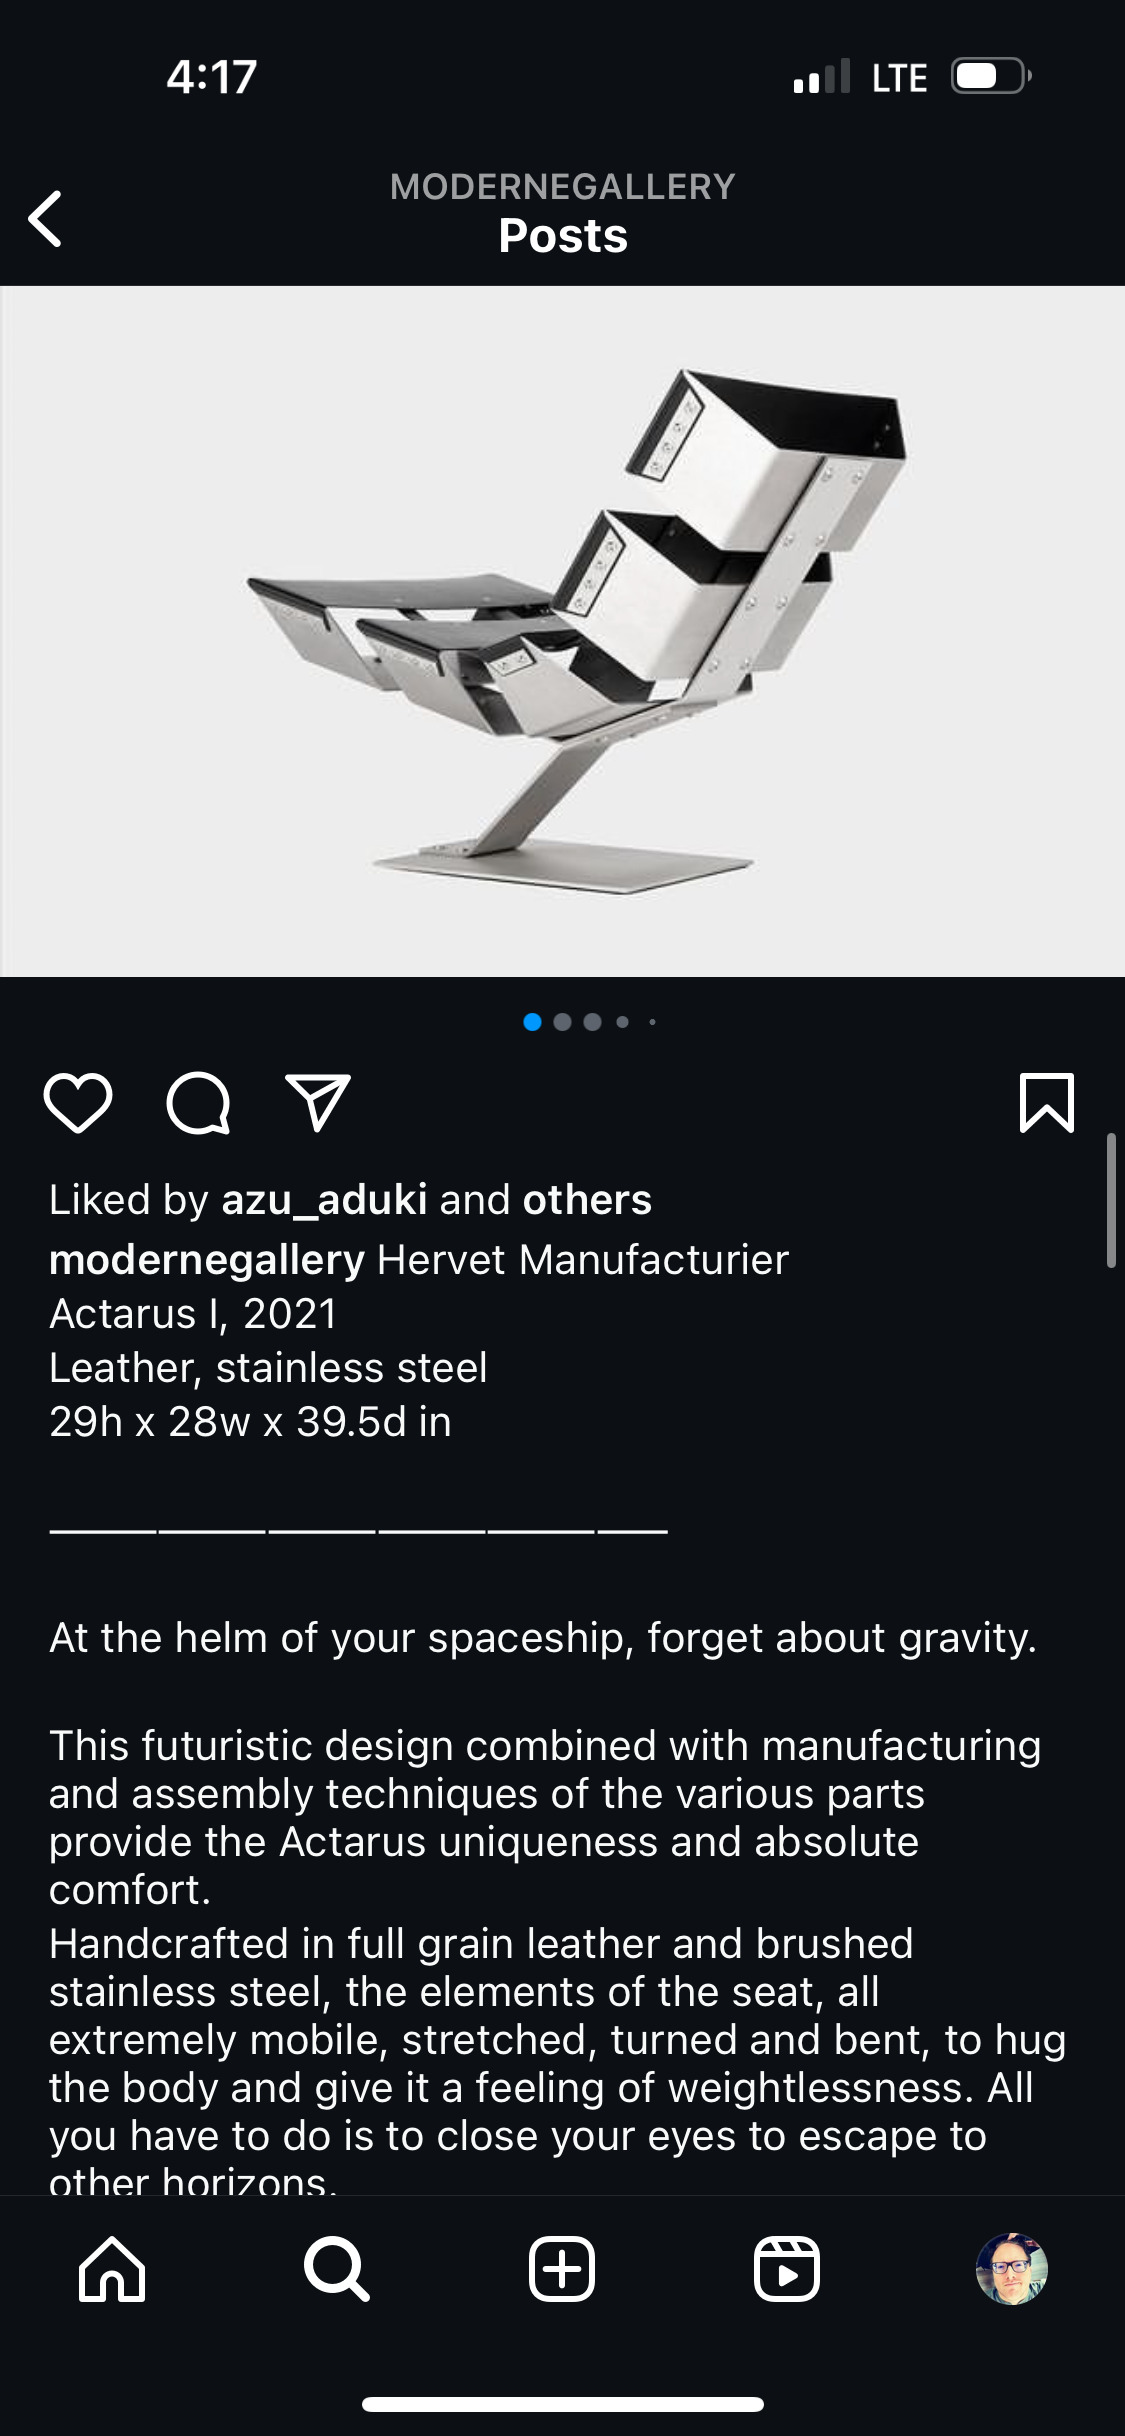 4:17
LTE
MODERNEGALLERY
Posts
Liked by azu_aduki and others
modernegallery Hervet Manufacturier
Actarus I, 2021
Leather, stainless steel
29h x 28w x 39.5d in
At the helm of your spaceship, forget about gravity.
This futuristic design combined with manufacturing
and assembly techniques of the various parts
provide the Actarus uniqueness and absolute
comfort.
Handcrafted in full grain leather and brushed
stainless steel, the elements of the seat, all
extremely mobile, stretched, turned and bent, to hug
the body and give it a feeling of weightlessness. All
you have to do is to close your eyes to escape to
other horizons.